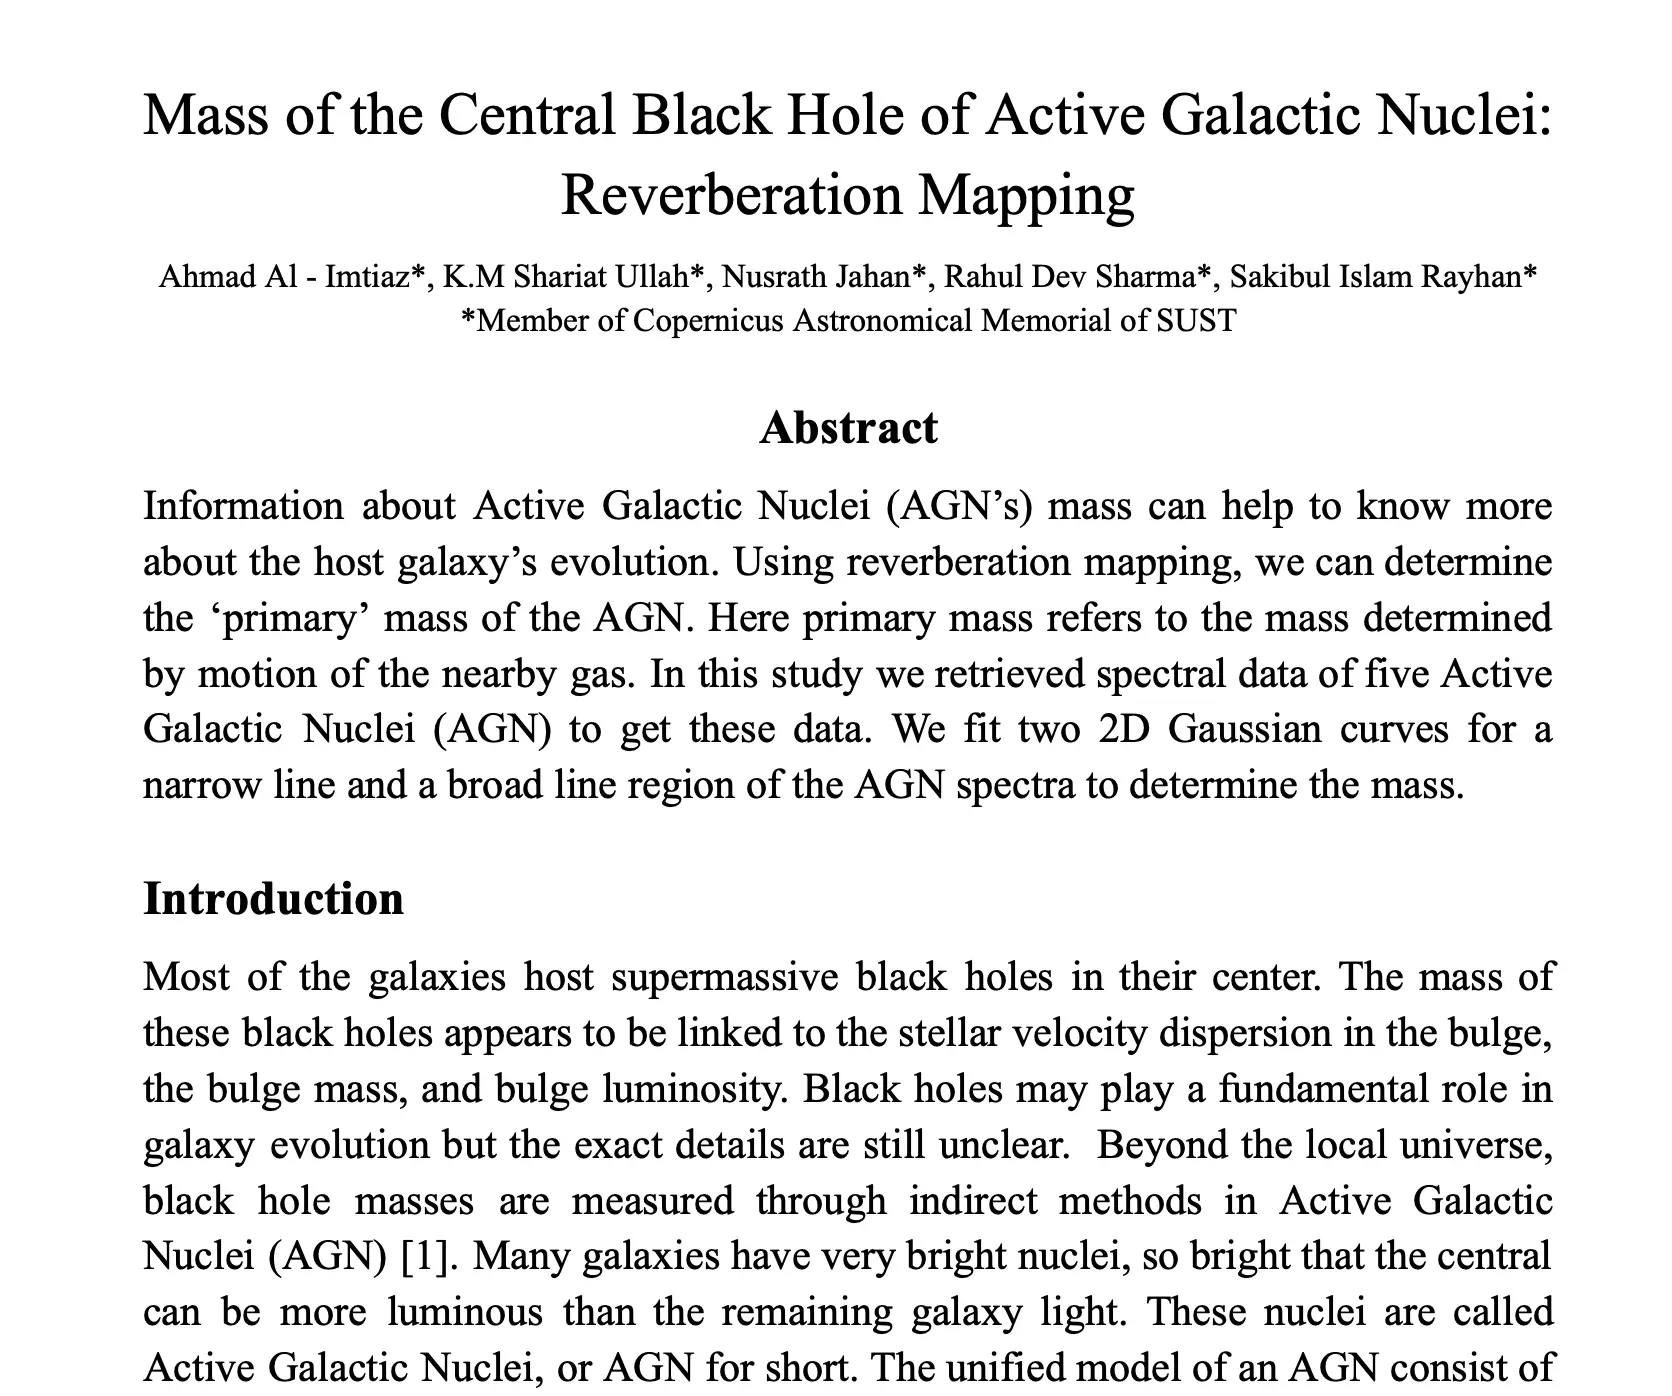 Mass of the Central Black Hole of Active Galactic Nuclei:
Reverberation Mapping
Ahmad Al - Imtiaz*, K.M Shariat Ullah*, Nusrath Jahan*, Rahul Dev Sharma*, Sakibul Islam Rayhan*
*Member of Copernicus Astronomical Memorial of SUST
Abstract
Information about Active Galactic Nuclei (AGN’s) mass can help to know more
about the host galaxy’s evolution. Using reverberation mapping, we can determine
the ‘primary’ mass of the AGN. Here primary mass refers to the mass determined
by motion of the nearby gas. In this study we retrieved spectral data of five Active
Galactic Nuclei (AGN) to get these data. We fit two 2D Gaussian curves for a
narrow line and a broad line region of the AGN spectra to determine the mass.
Introduction
Most of the galaxies host supermassive black holes in their center. The mass of
these black holes appears to be linked to the stellar velocity dispersion in the bulge,
the bulge mass, and bulge luminosity. Black holes may play a fundamental role in
galaxy evolution but the exact details are still unclear.  Beyond the local universe,
black hole masses are measured through indirect methods in Active Galactic
Nuclei (AGN) [1]. Many galaxies have very bright nuclei, so bright that the central
can be more luminous than the remaining galaxy light. These nuclei are called
Active Galactic Nuclei, or AGN for short. The unified model of an AGN consist of